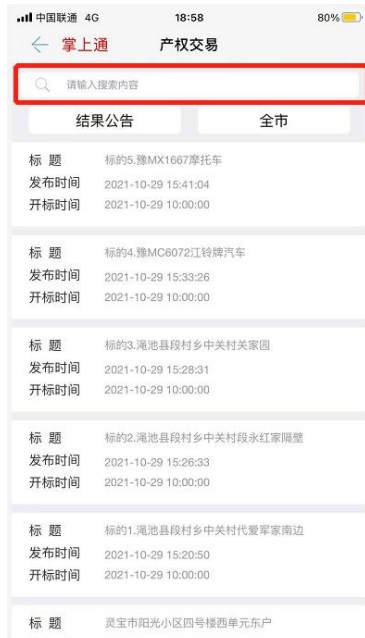 中国联通 4G 18:58 80%
掌上通 产权交易
请输入搜索内容
结果公告 全市
标 题 标的5.豫MX1667摩托车
发布时间 2021-10-29 15:41:04
开标时间 2021-10-29 10:00:00
标 题 标的4.豫MC6072江铃牌汽车
发布时间 2021-10-29 15:33:26
开标时间 2021-10-29 10:00:00
标 题 标的3.渑池县段村乡中关村关家园
发布时间 2021-10-29 15:28:31
开标时间 2021-10-29 10:00:00
标 题 标的2.渑池县段村乡中关村段永红家隔壁
发布时间 2021-10-29 15:26:33
开标时间 2021-10-29 10:00:00
标 题 标的1.渑池县段村乡中关村代爱军家南边
发布时间 2021-10-29 15:20:50
开标时间 2021-10-29 10:00:00
标 题 灵宝市阳光小区四号楼西单元东户